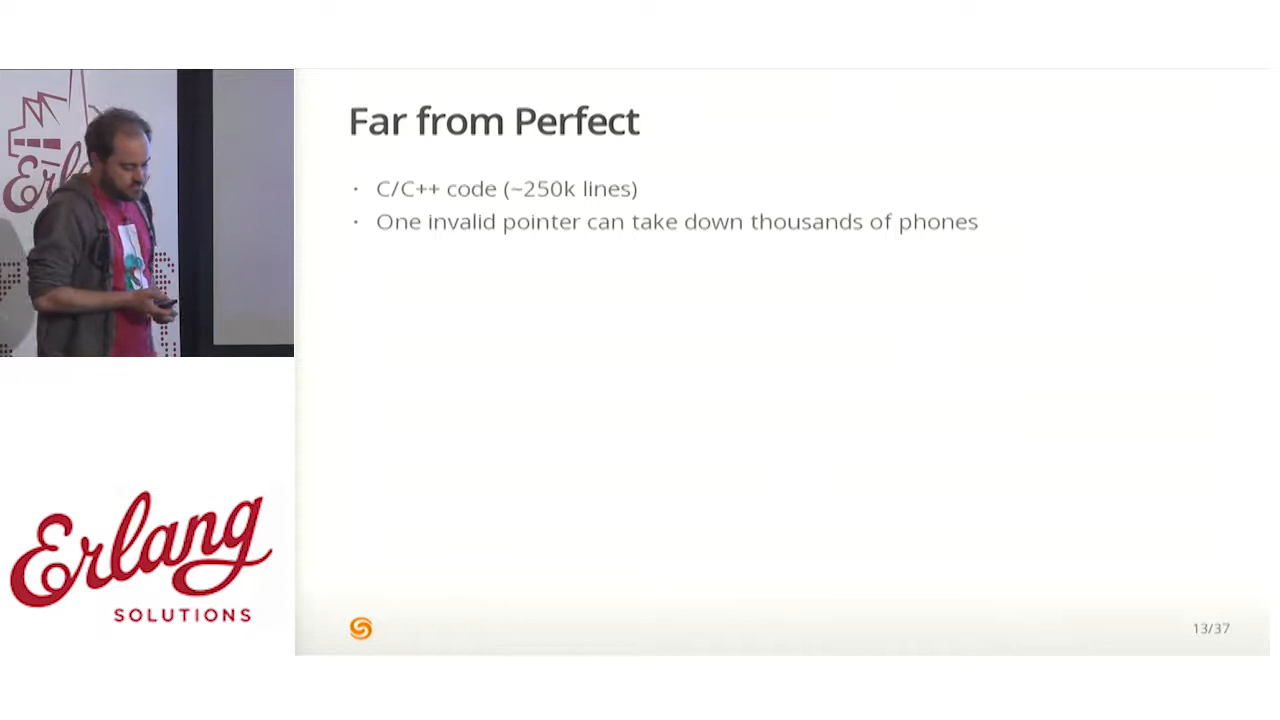 Far from Perfect
· C/C++ code (~250k lines)
· One invalid pointer can take down thousands of phones
Erlang
SOLUTIONS
13/37